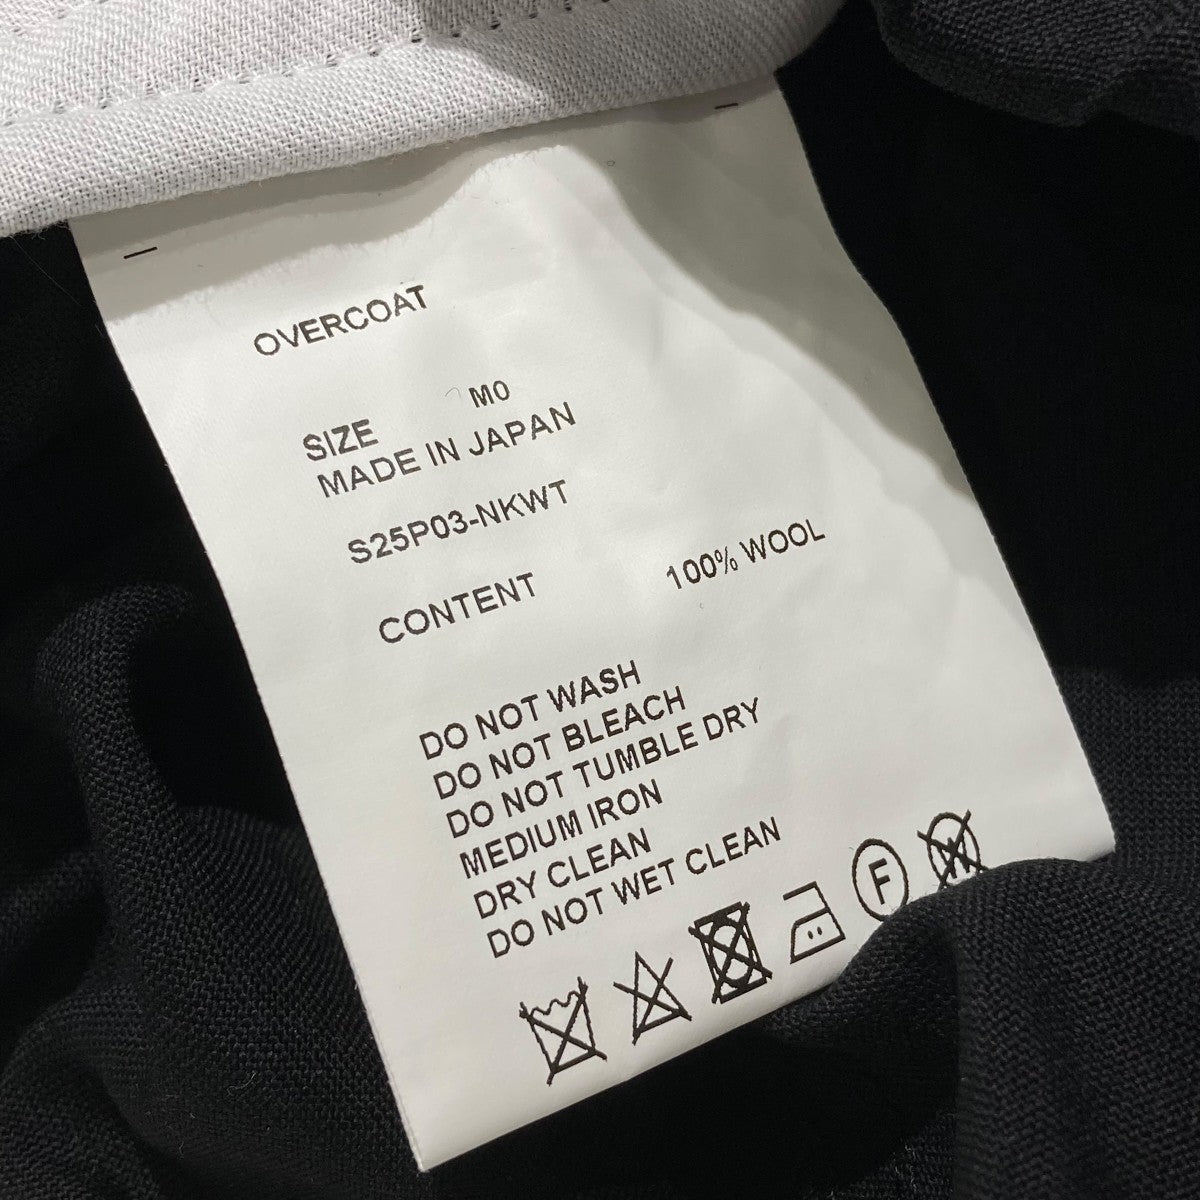 OVERCOAT
SIZE M0
MADE IN JAPAN
S25P03-NKWT
CONTENT 100% WOOL
DO NOT WASH
DO NOT BLEACH
DO NOT TUMBLE DRY
MEDIUM IRON
DRY CLEAN
DO NOT WET CLEAN
F W